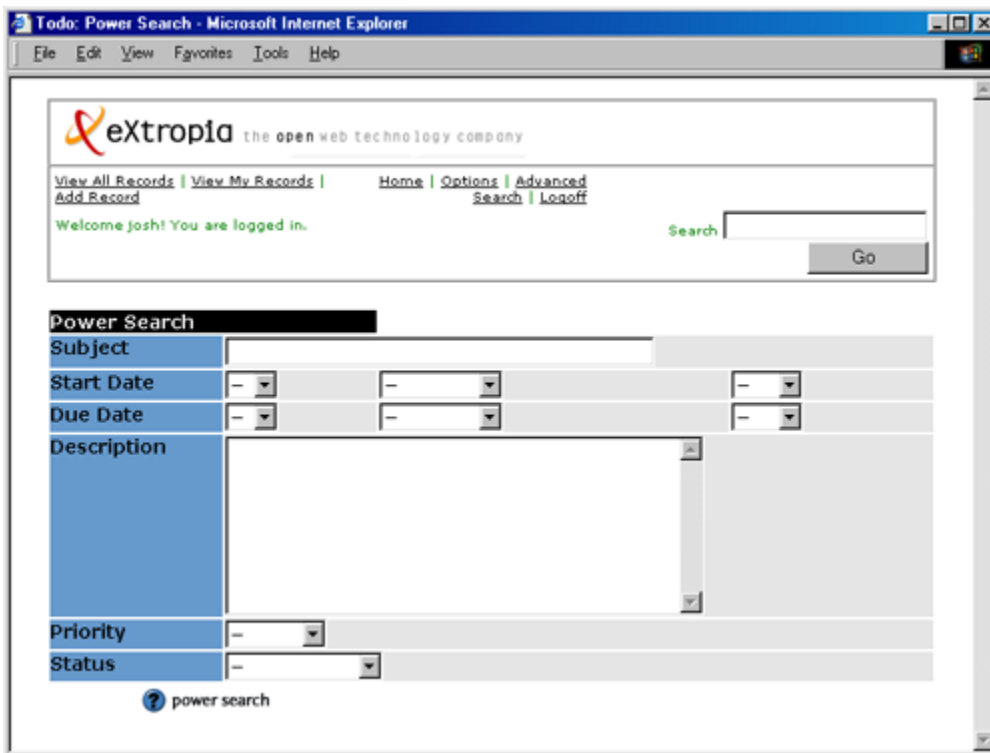 Todo: Power Search - Microsoft Internet Explorer
File Edit View Favorites Tools Help
eXtropia the open web technology company
View All Records | View My Records |
Add Record
Home | Options | Advanced
Search | Logoff
Welcome josh! You are logged in.
Search
Go
Power Search
Subject
Start Date – – –
Due Date – – –
Description
Priority –
Status –
? power search